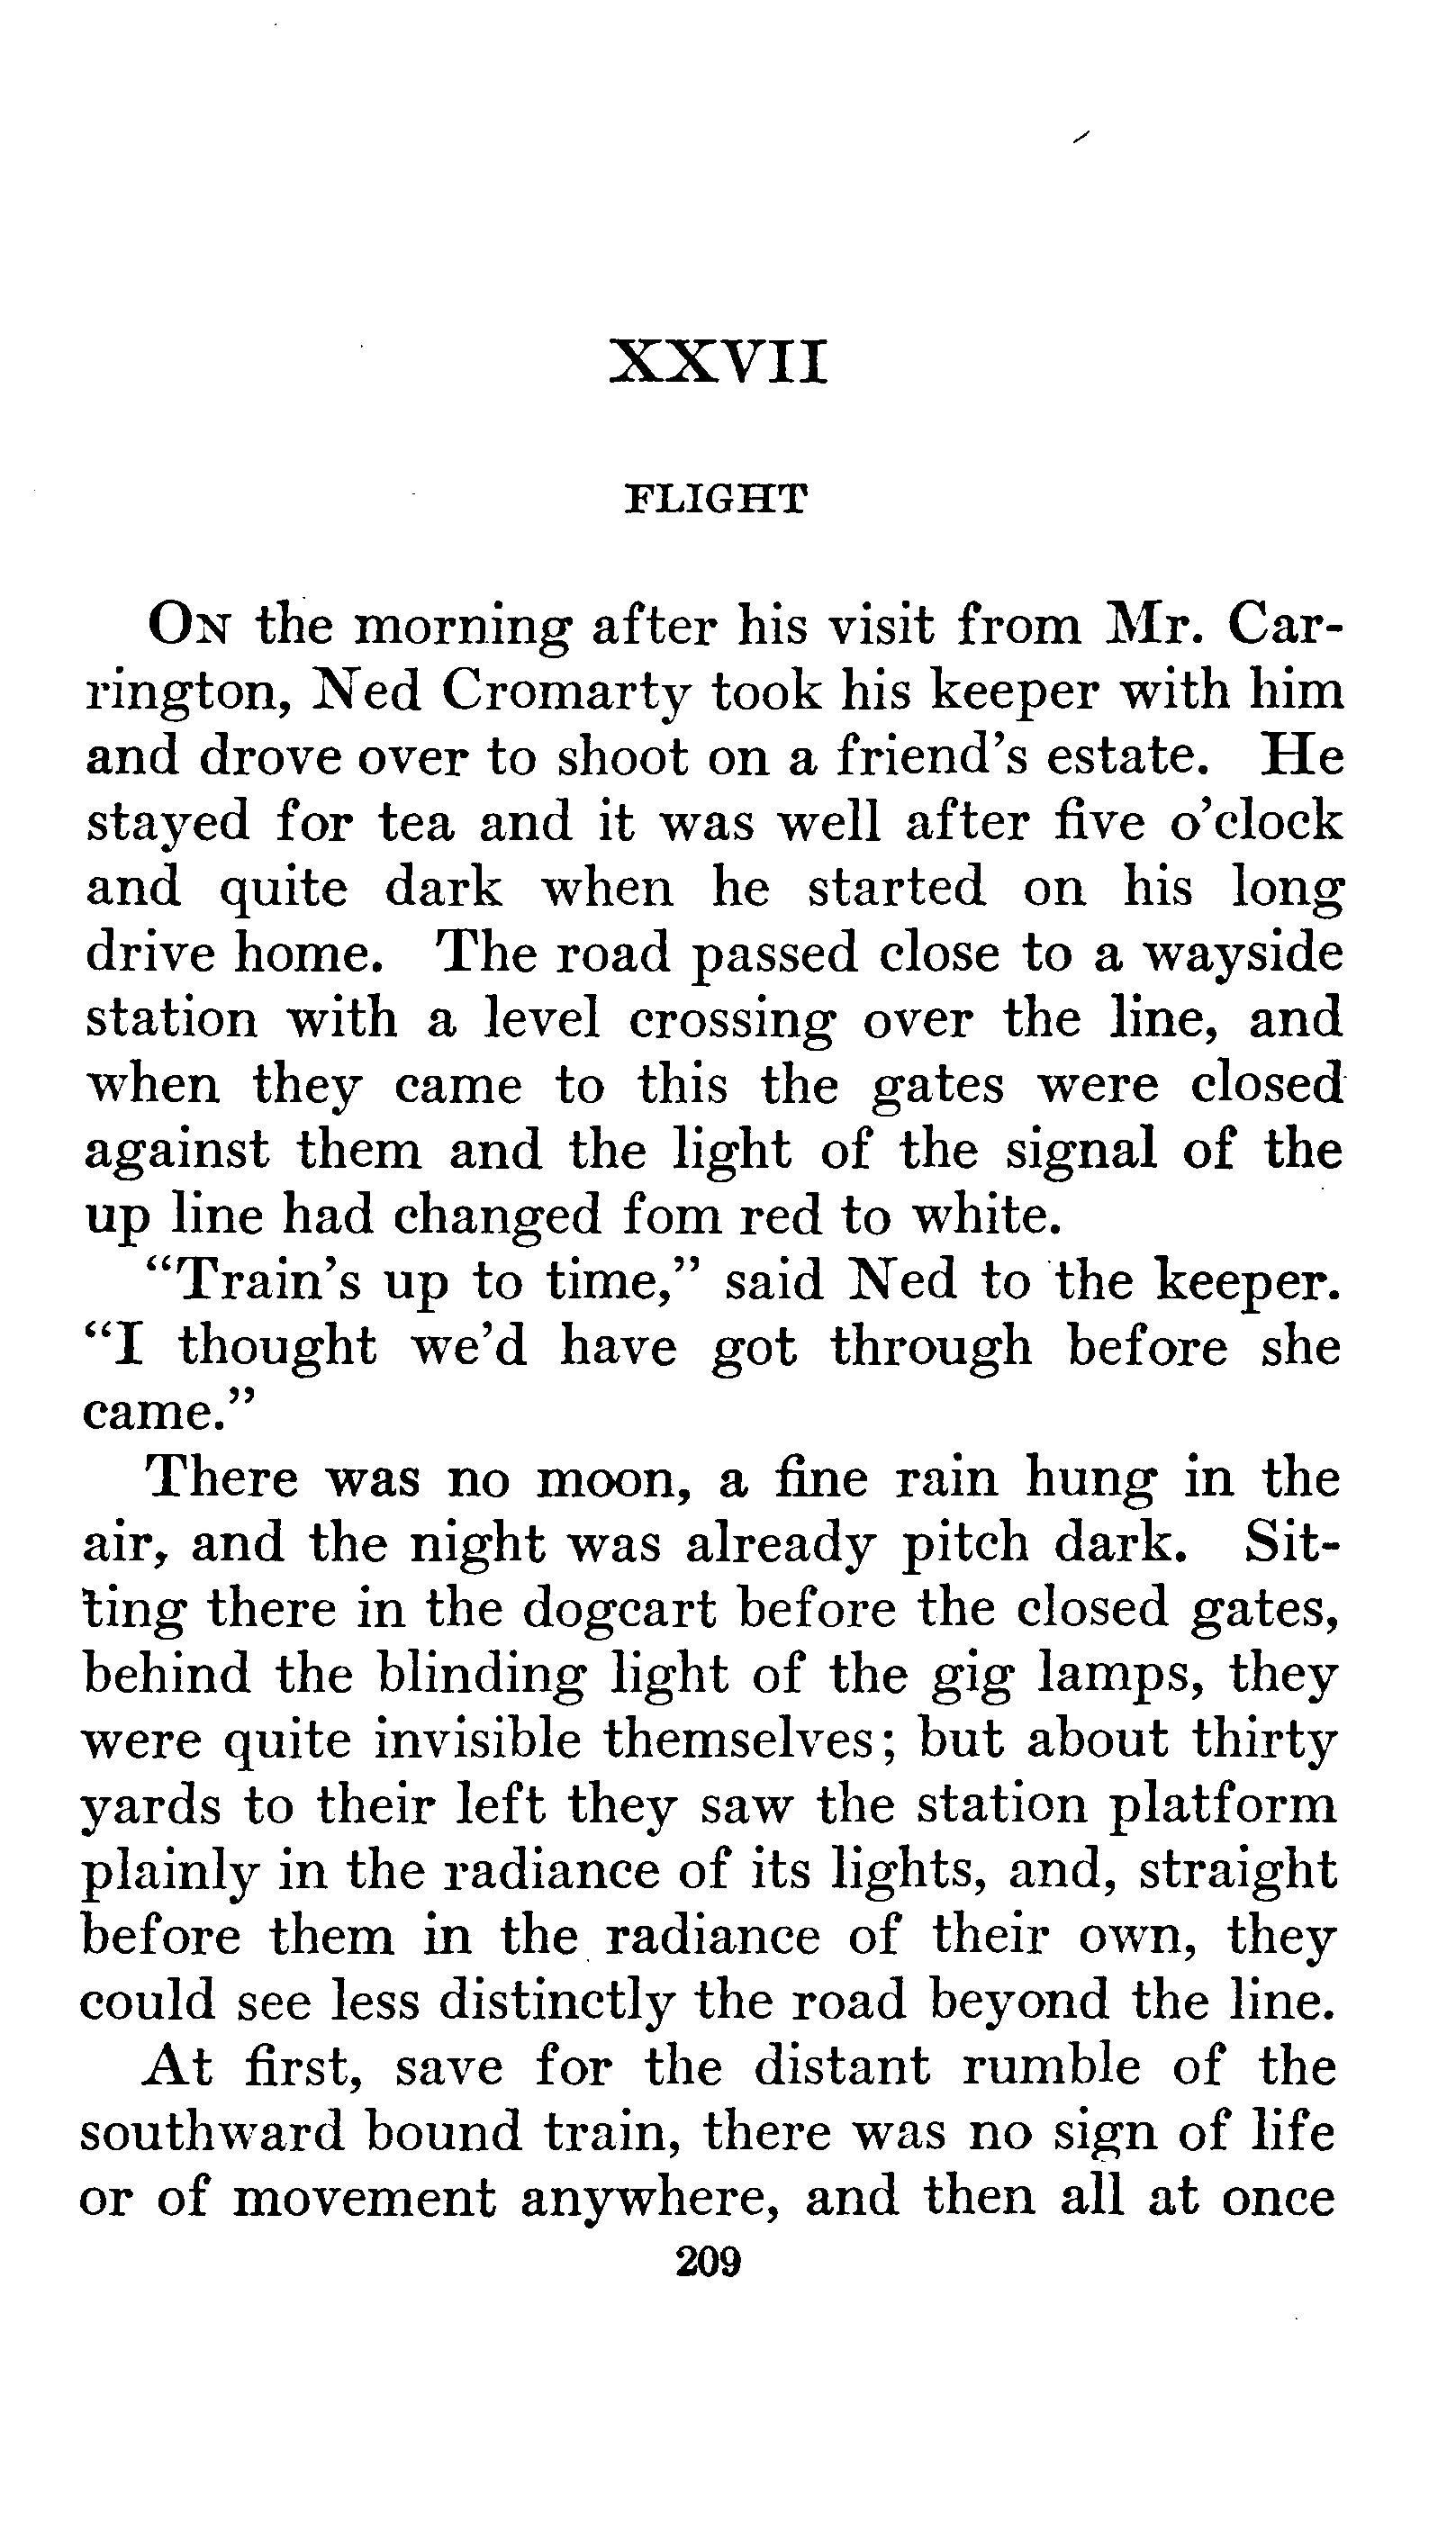 XXVII
FLIGHT
On the morning after his visit from Mr. Car-
rington, Ned Cromarty took his keeper with him
and drove over to shoot on a friend's estate. He
stayed for tea and it was well after five o'clock
and quite dark when he started on his long
drive home. The road passed close to a wayside
station with a level crossing over the line, and
when they came to this the gates were closed
against them and the light of the signal of the
up line had changed fom red to white.
"Train's up to time," said Ned to the keeper.
"I thought we'd have got through before she
came."
There was no moon, a fine rain hung in the
air, and the night was already pitch dark. Sit-
ting there in the dogcart before the closed gates,
behind the blinding light of the gig lamps, they
were quite invisible themselves; but about thirty
yards to their left they saw the station platform
plainly in the radiance of its lights, and, straight
before them in the radiance of their own, they
could see less distinctly the road beyond the line.
At first, save for the distant rumble of the
southward bound train, there was no sign of life
or of movement anywhere, and then all at once
209